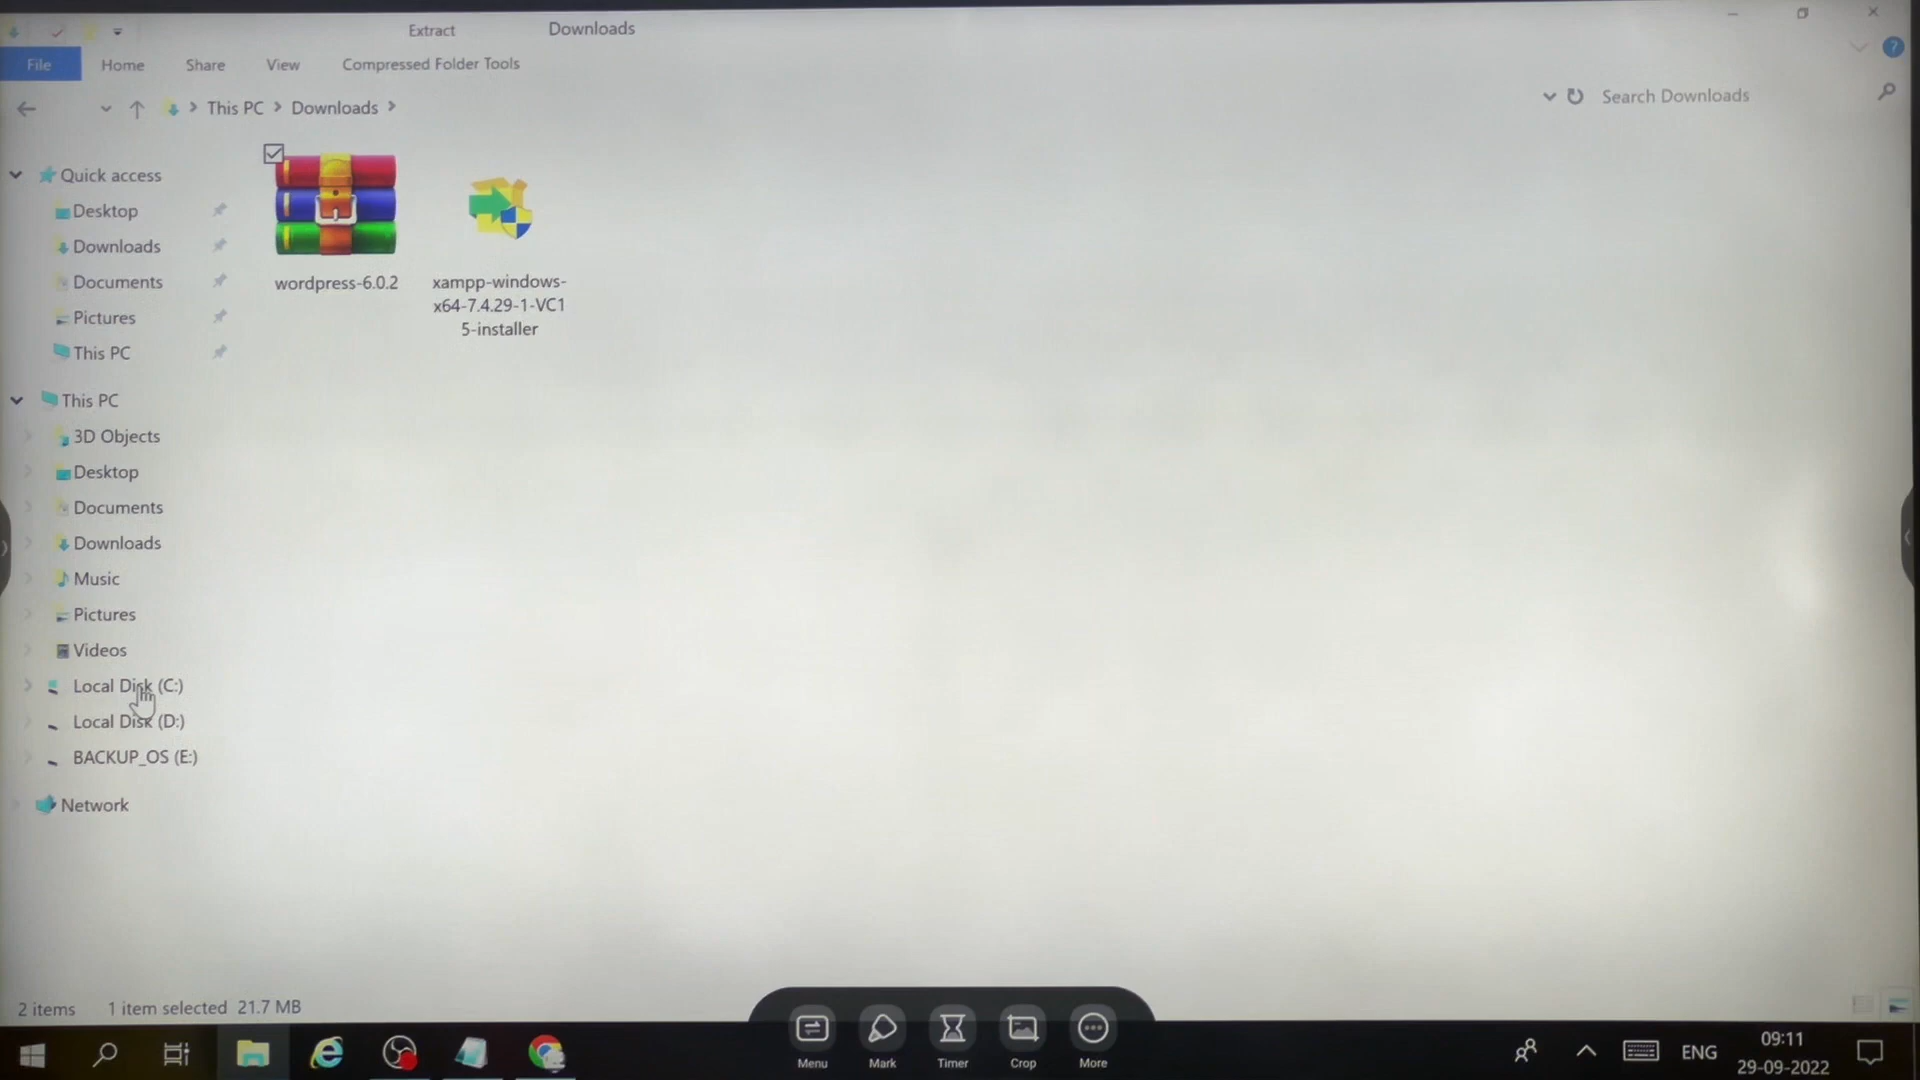 Extract
Downloads
File
Home
Share
View
Compressed Folder Tools
This PC
Downloads
Search Downloads
Quick access
Desktop
Downloads
Documents
Pictures
This PC
This PC
3D Objects
Desktop
Documents
Downloads
Music
Pictures
Videos
Local Disk (C:)
Local Disk (D:)
BACKUP_OS (E:)
Network
wordpress-6.0.2
xampp-windows-
x64-7.4.29-1-VC1
5-installer
2 items
1 item selected 21.7 MB
Menu
Mark
Timer
Crop
More
ENG
09:11
29-09-2022